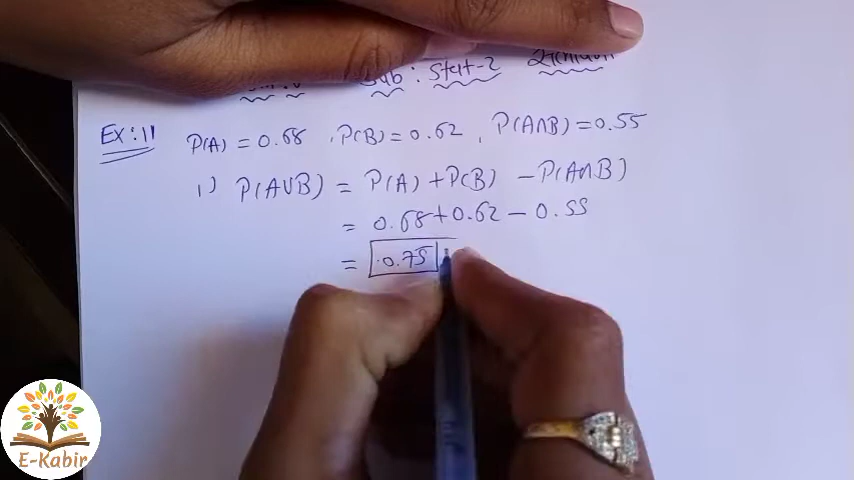 Sub : Stat-2
EX:11 P(A) = 0.68 , P(B) = 0.62 , P(A∩B) = 0.55
1) P(A∪B) = P(A) + P(B) - P(A∩B)
= 0.68 + 0.62 - 0.55
= 0.75
E-Kabir